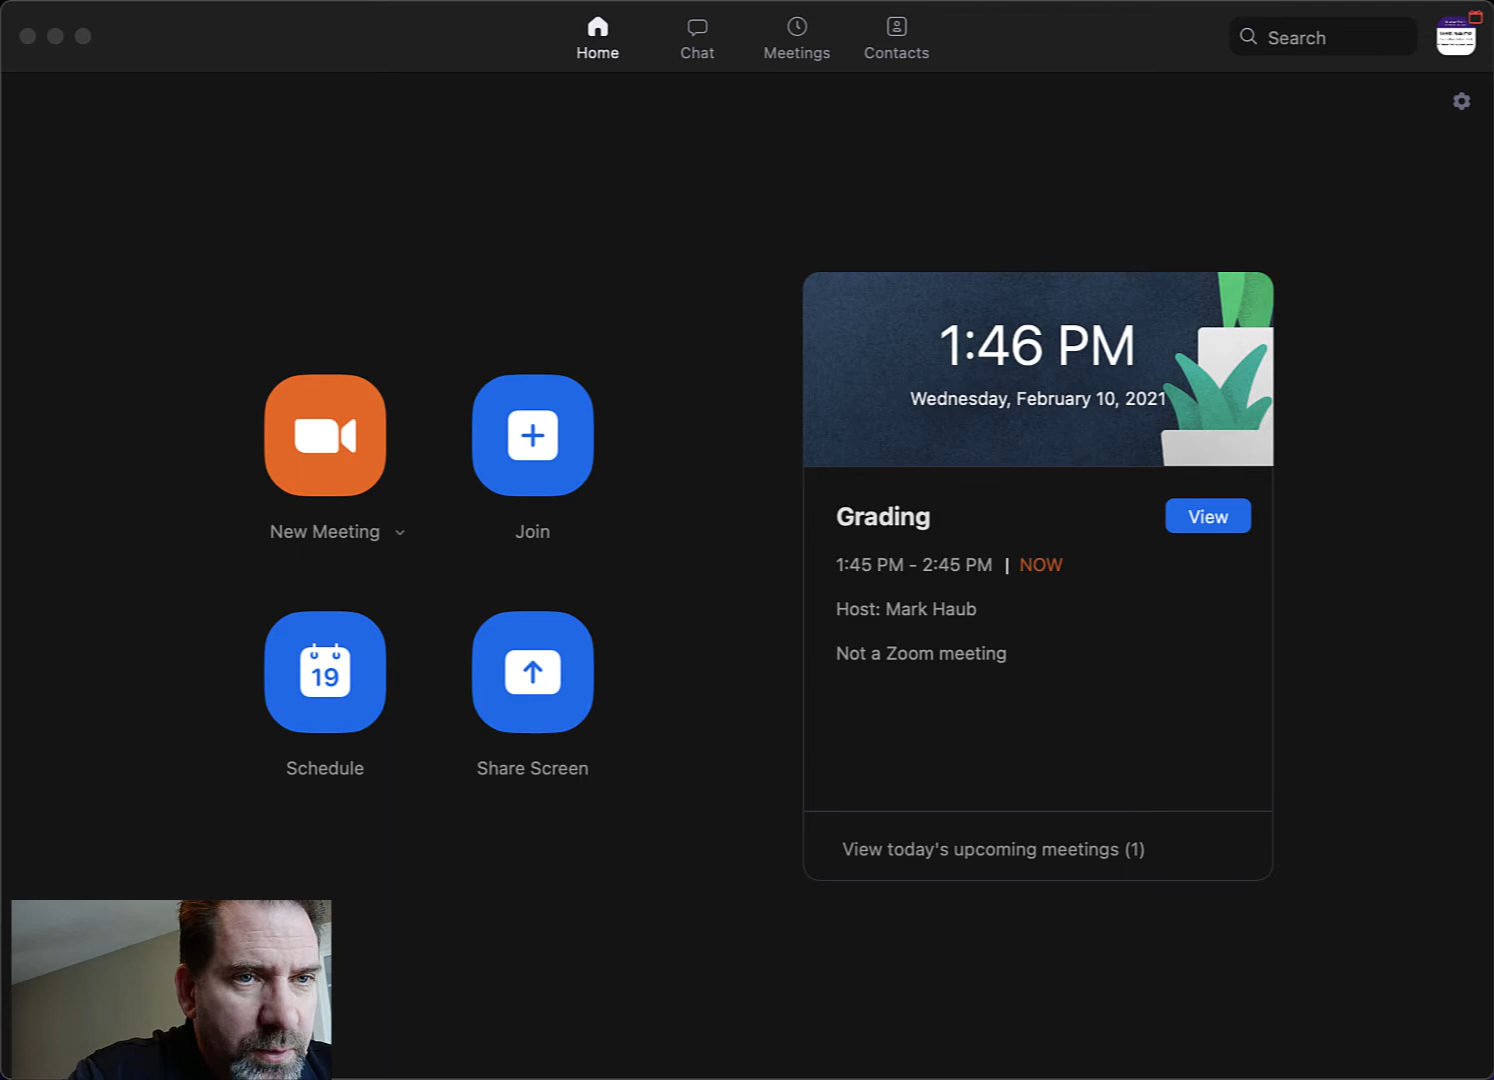 Home
Chat
Meetings
Contacts
Search
1:46 PM
Wednesday, February 10, 2021
New Meeting
Join
19
Schedule
Share Screen
Grading
View
1:45 PM - 2:45 PM | NOW
Host: Mark Haub
Not a Zoom meeting
View today's upcoming meetings (1)